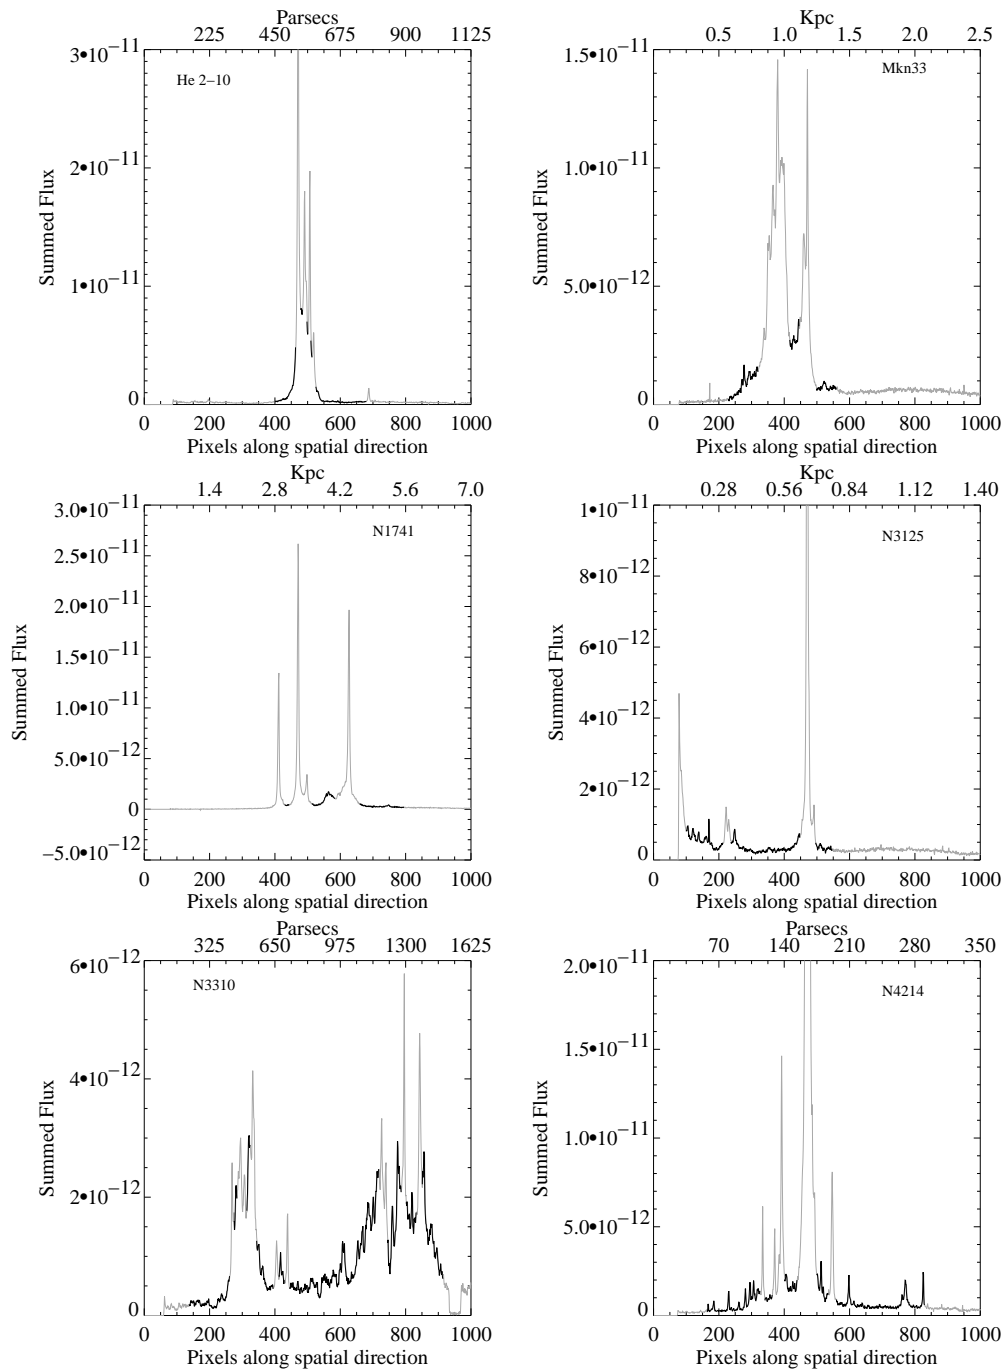 Parsecs
225 450 675 900 1125
3•10−11
2•10−11
1•10−11
0
Summed Flux
He 2−10
0 200 400 600 800 1000
Pixels along spatial direction
Kpc
0.5 1.0 1.5 2.0 2.5
1.5•10−11
1.0•10−11
5.0•10−12
0
Summed Flux
Mkn33
0 200 400 600 800 1000
Pixels along spatial direction
Kpc
1.4 2.8 4.2 5.6 7.0
3.0•10−11
2.5•10−11
2.0•10−11
1.5•10−11
1.0•10−11
5.0•10−12
0
−5.0•10−12
Summed Flux
N1741
0 200 400 600 800 1000
Pixels along spatial direction
Kpc
0.28 0.56 0.84 1.12 1.40
1•10−11
8•10−12
6•10−12
4•10−12
2•10−12
0
Summed Flux
N3125
0 200 400 600 800 1000
Pixels along spatial direction
Parsecs
325 650 975 1300 1625
6•10−12
4•10−12
2•10−12
0
Summed Flux
N3310
0 200 400 600 800 1000
Pixels along spatial direction
Parsecs
70 140 210 280 350
2.0•10−11
1.5•10−11
1.0•10−11
5.0•10−12
0
Summed Flux
N4214
0 200 400 600 800 1000
Pixels along spatial direction